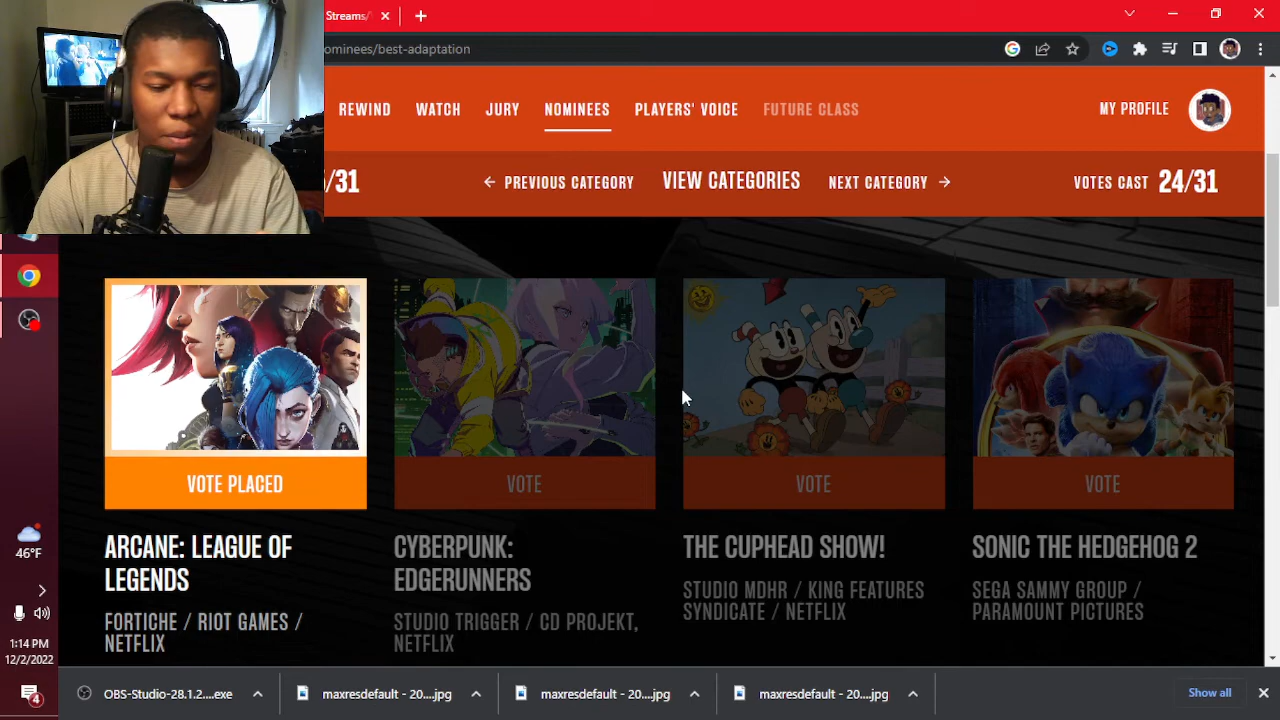 Streams/
ominees/best-adaptation
REWIND
WATCH
JURY
NOMINEES
PLAYERS' VOICE
FUTURE CLASS
MY PROFILE
/31
PREVIOUS CATEGORY
VIEW CATEGORIES
NEXT CATEGORY
VOTES CAST 24/31
VOTE PLACED
VOTE
VOTE
VOTE
ARCANE: LEAGUE OF
LEGENDS
FORTICHE / RIOT GAMES /
NETFLIX
CYBERPUNK:
EDGERUNNERS
STUDIO TRIGGER / CD PROJEKT,
NETFLIX
THE CUPHEAD SHOW!
STUDIO MDHR / KING FEATURES
SYNDICATE / NETFLIX
SONIC THE HEDGEHOG 2
SEGA SAMMY GROUP /
PARAMOUNT PICTURES
46°F
1:14 PM
12/2/2022
4
OBS-Studio-28.1.2....exe
maxresdefault - 20....jpg
maxresdefault - 20....jpg
maxresdefault - 20....jpg
Show all